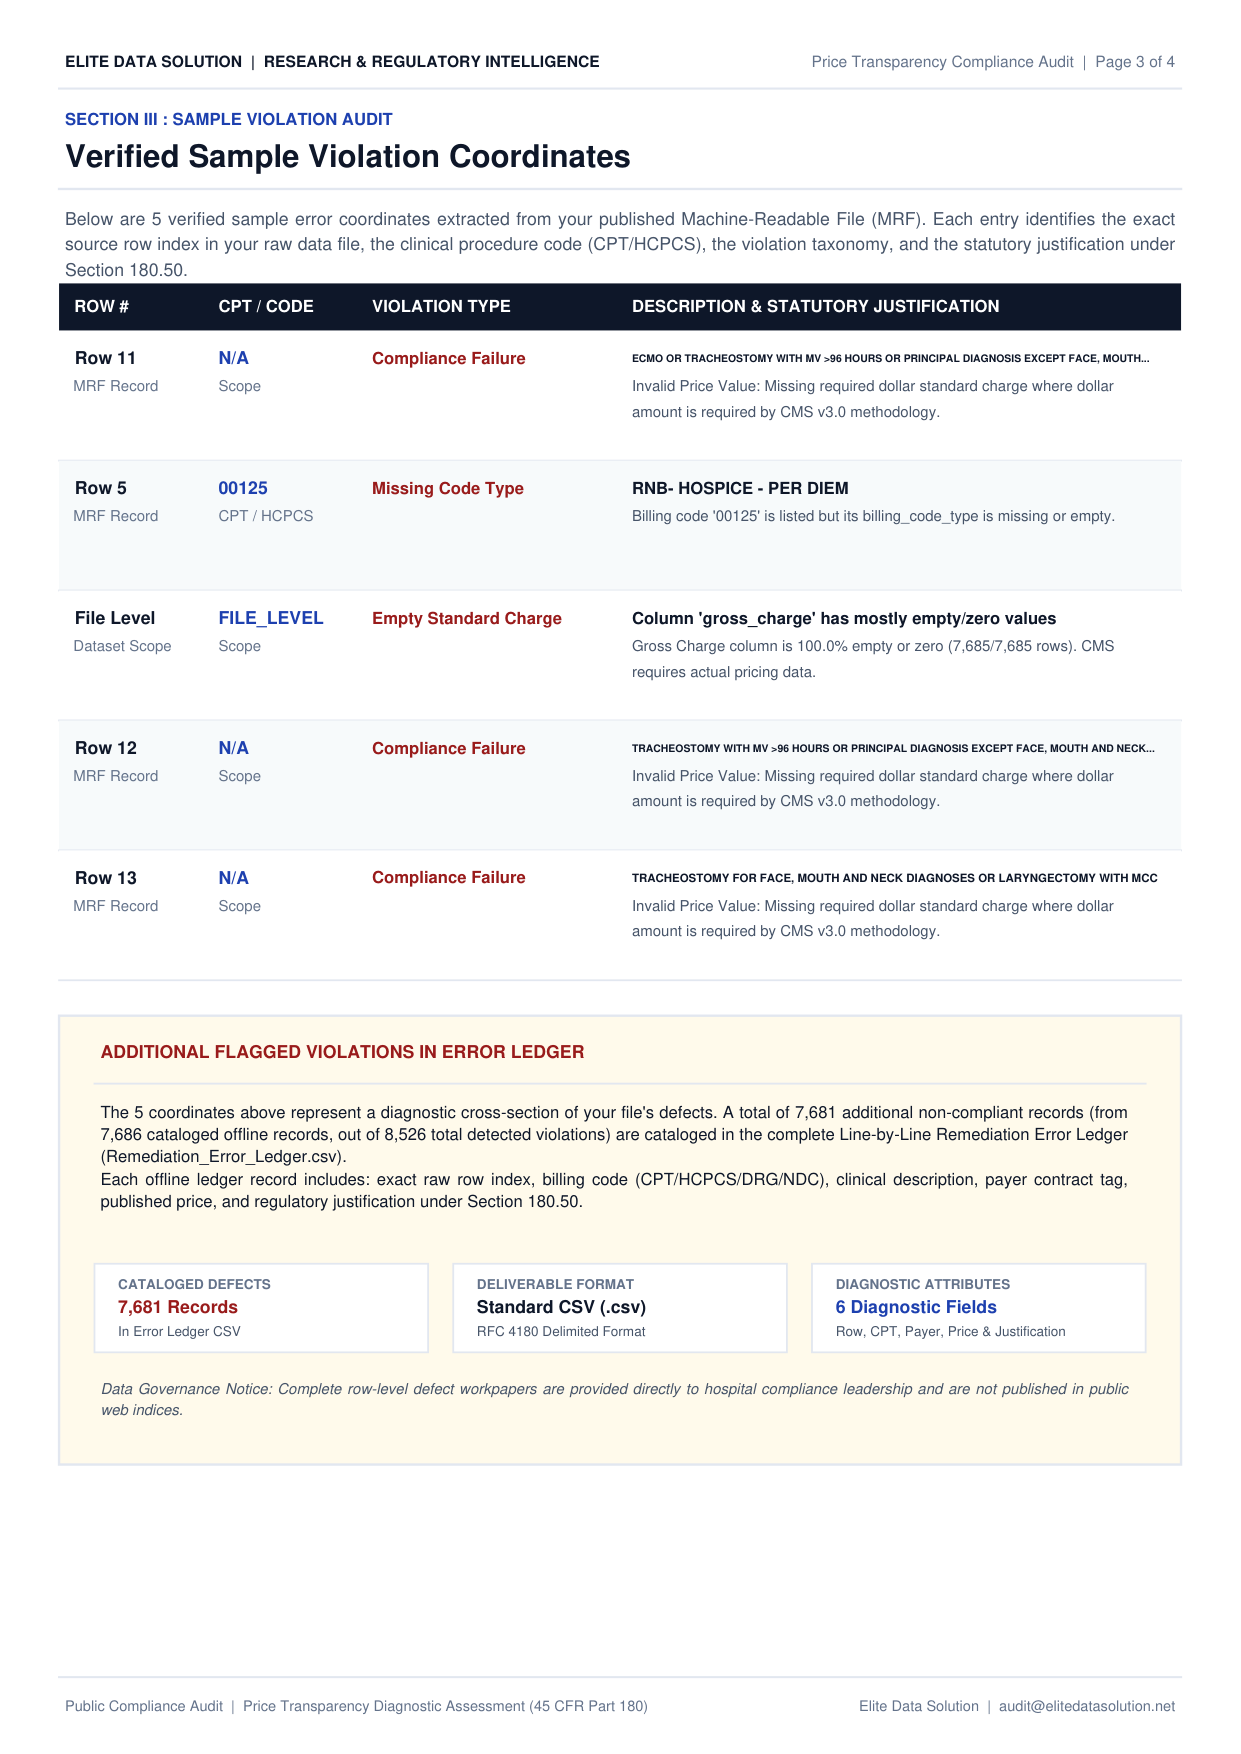 ELITE DATA SOLUTION | RESEARCH & REGULATORY INTELLIGENCE
Price Transparency Compliance Audit | Page 3 of 4
SECTION III : SAMPLE VIOLATION AUDIT
Verified Sample Violation Coordinates
Below are 5 verified sample error coordinates extracted from your published Machine-Readable File (MRF). Each entry identifies the exact
source row index in your raw data file, the clinical procedure code (CPT/HCPCS), the violation taxonomy, and the statutory justification under
Section 180.50.
ROW # CPT / CODE VIOLATION TYPE DESCRIPTION & STATUTORY JUSTIFICATION
Row 11 N/A Compliance Failure ECMO OR TRACHEOSTOMY WITH MV >96 HOURS OR PRINCIPAL DIAGNOSIS EXCEPT FACE, MOUTH...
MRF Record Scope Invalid Price Value: Missing required dollar standard charge where dollar
amount is required by CMS v3.0 methodology.
Row 5 00125 Missing Code Type RNB- HOSPICE - PER DIEM
MRF Record CPT / HCPCS Billing code '00125' is listed but its billing_code_type is missing or empty.
File Level FILE_LEVEL Empty Standard Charge Column 'gross_charge' has mostly empty/zero values
Dataset Scope Scope Gross Charge column is 100.0% empty or zero (7,685/7,685 rows). CMS
requires actual pricing data.
Row 12 N/A Compliance Failure TRACHEOSTOMY WITH MV >96 HOURS OR PRINCIPAL DIAGNOSIS EXCEPT FACE, MOUTH AND NECK...
MRF Record Scope Invalid Price Value: Missing required dollar standard charge where dollar
amount is required by CMS v3.0 methodology.
Row 13 N/A Compliance Failure TRACHEOSTOMY FOR FACE, MOUTH AND NECK DIAGNOSES OR LARYNGECTOMY WITH MCC
MRF Record Scope Invalid Price Value: Missing required dollar standard charge where dollar
amount is required by CMS v3.0 methodology.
ADDITIONAL FLAGGED VIOLATIONS IN ERROR LEDGER
The 5 coordinates above represent a diagnostic cross-section of your file's defects. A total of 7,681 additional non-compliant records (from
7,686 cataloged offline records, out of 8,526 total detected violations) are cataloged in the complete Line-by-Line Remediation Error Ledger
(Remediation_Error_Ledger.csv).
Each offline ledger record includes: exact raw row index, billing code (CPT/HCPCS/DRG/NDC), clinical description, payer contract tag,
published price, and regulatory justification under Section 180.50.
CATALOGED DEFECTS
7,681 Records
In Error Ledger CSV
DELIVERABLE FORMAT
Standard CSV (.csv)
RFC 4180 Delimited Format
DIAGNOSTIC ATTRIBUTES
6 Diagnostic Fields
Row, CPT, Payer, Price & Justification
Data Governance Notice: Complete row-level defect workpapers are provided directly to hospital compliance leadership and are not published in public
web indices.
Public Compliance Audit | Price Transparency Diagnostic Assessment (45 CFR Part 180)
Elite Data Solution | audit@elitedatasolution.net